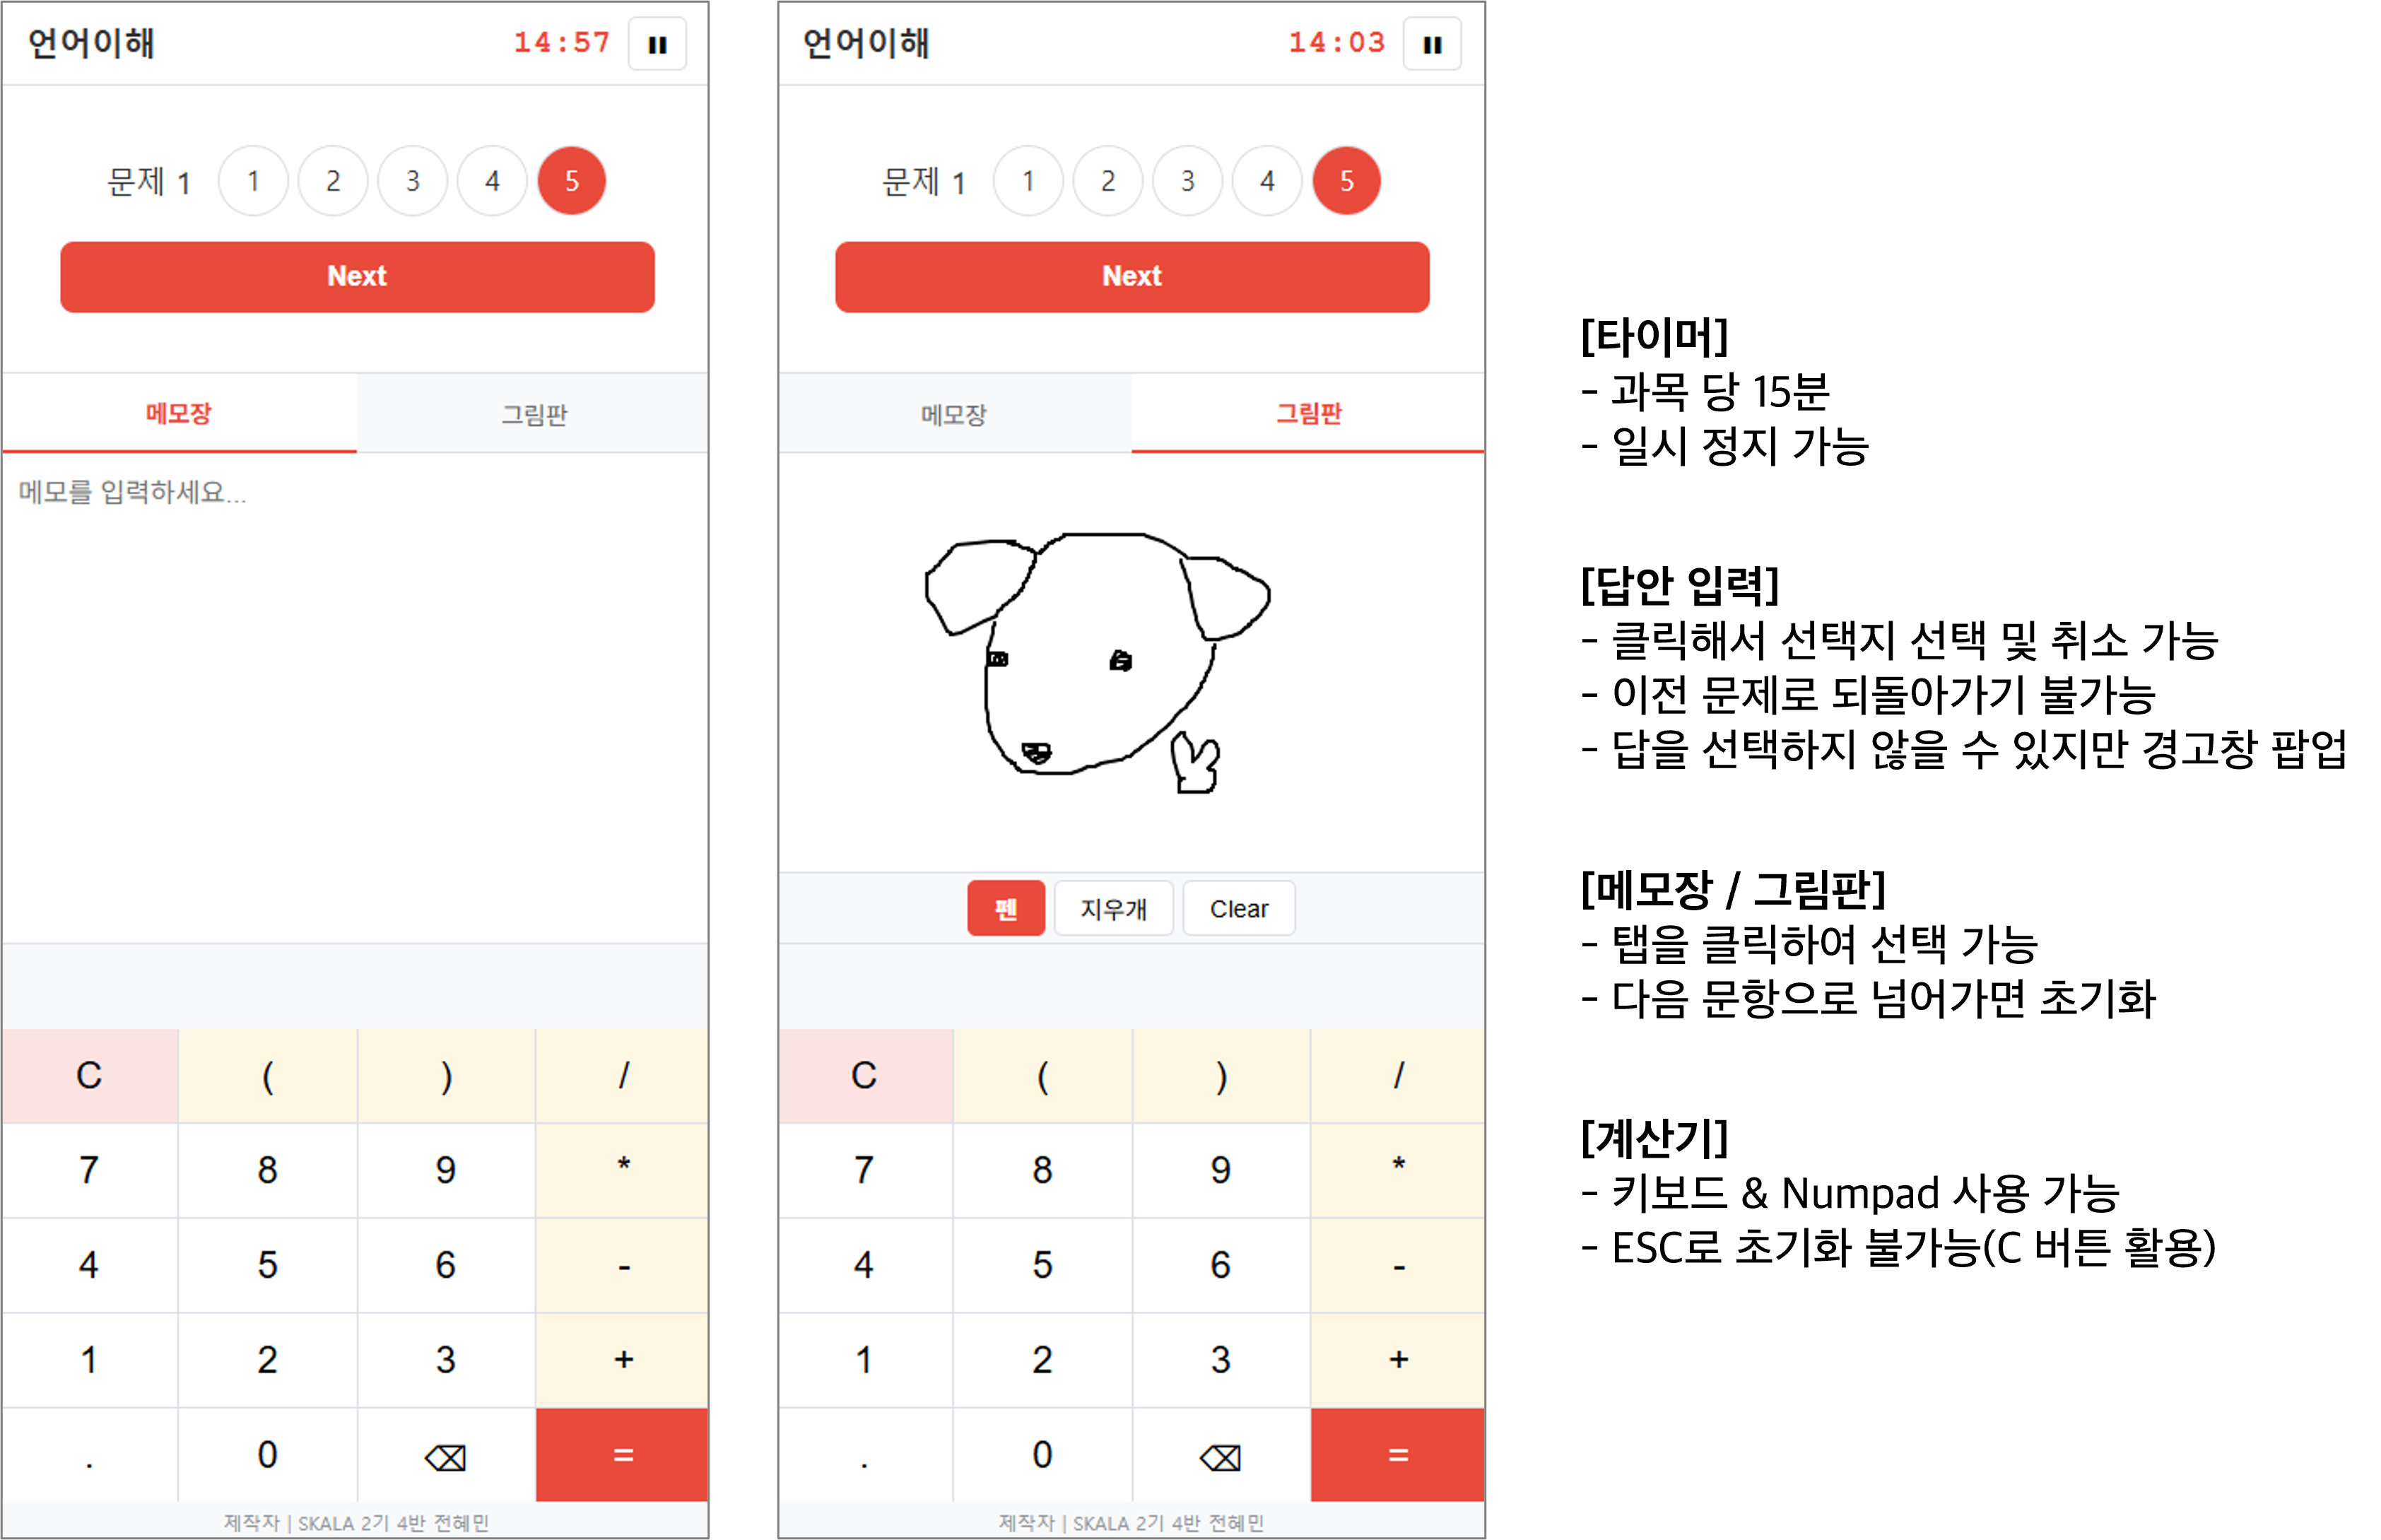 언어이해
14:57
문제 1 1 2 3 4 5
Next
메모장 그림판
메모를 입력하세요...
C ( ) /
7 8 9 *
4 5 6 -
1 2 3 +
. 0 ⌫ =
제작자 | SKALA 2기 4반 전혜민
언어이해
14:03
문제 1 1 2 3 4 5
Next
메모장 그림판
펜 지우개 Clear
C ( ) /
7 8 9 *
4 5 6 -
1 2 3 +
. 0 ⌫ =
제작자 | SKALA 2기 4반 전혜민
[타이머]
- 과목 당 15분
- 일시 정지 가능
[답안 입력]
- 클릭해서 선택지 선택 및 취소 가능
- 이전 문제로 되돌아가기 불가능
- 답을 선택하지 않을 수 있지만 경고창 팝업
[메모장 / 그림판]
- 탭을 클릭하여 선택 가능
- 다음 문항으로 넘어가면 초기화
[계산기]
- 키보드 & Numpad 사용 가능
- ESC로 초기화 불가능(C 버튼 활용)